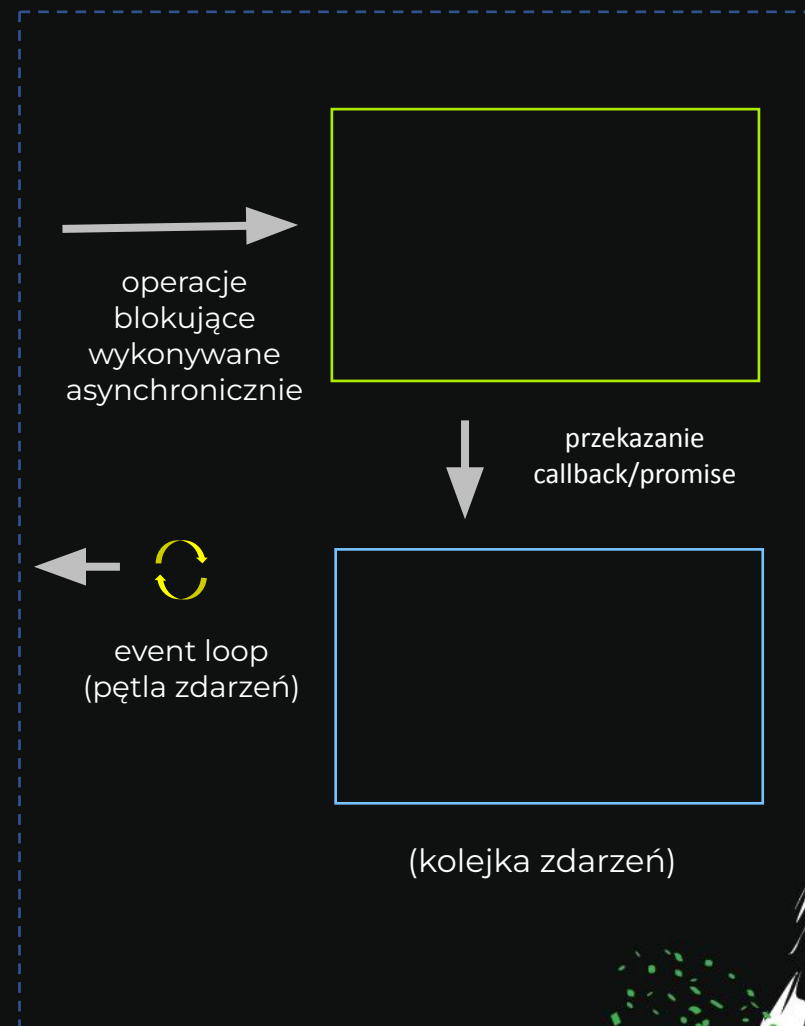 operacje
blokujące
wykonywane
asynchronicznie
przekazanie
callback/promise
event loop
(pętla zdarzeń)
(kolejka zdarzeń)